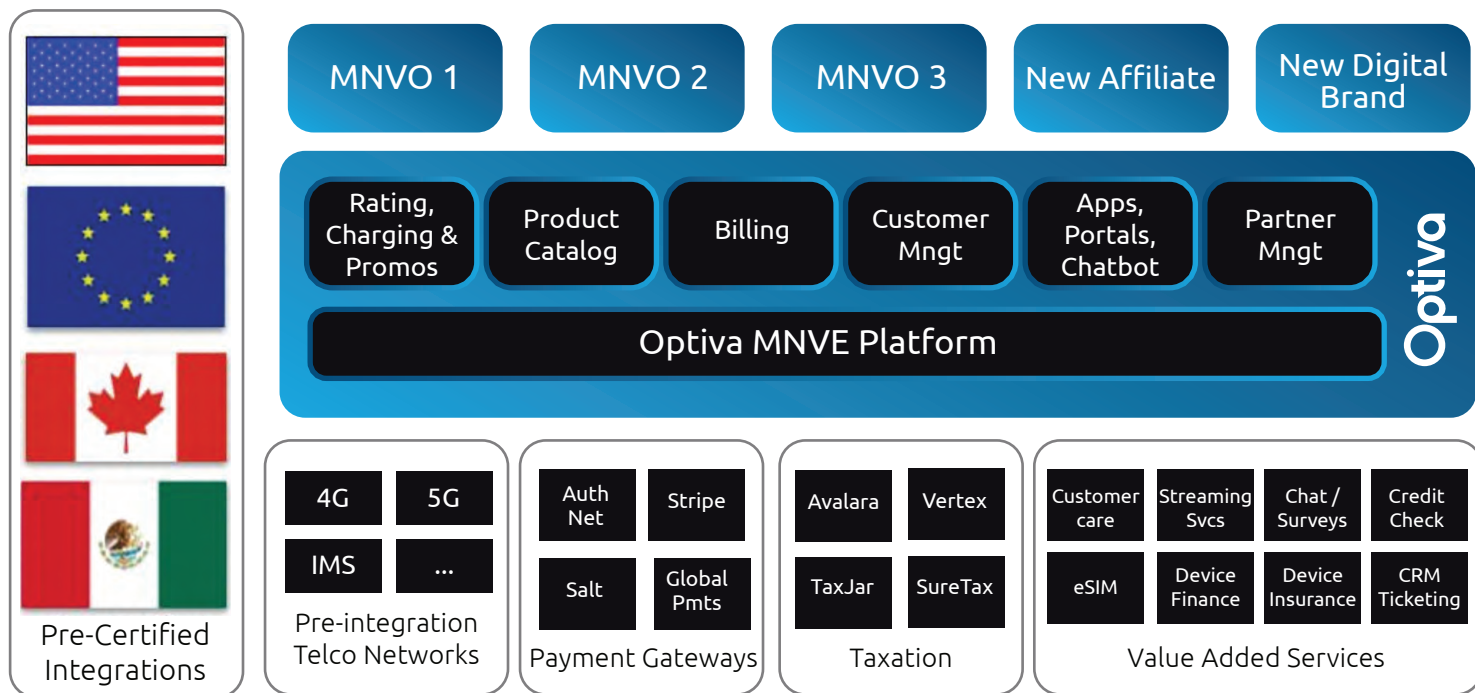 MNVO 1
MNVO 2
MNVO 3
New Affiliate
New Digital
Brand
Rating,
Charging &
Promos
Product
Catalog
Billing
Customer
Mngt
Apps,
Portals,
Chatbot
Partner
Mngt
Optiva MNVE Platform
Optiva
Pre-Certified
Integrations
4G
5G
IMS
...
Pre-integration
Telco Networks
Auth
Net
Stripe
Salt
Global
Pmts
Payment Gateways
Avalara
Vertex
TaxJar
SureTax
Taxation
Customer
care
Streaming
Svcs
Chat /
Surveys
Credit
Check
eSIM
Device
Finance
Device
Insurance
CRM
Ticketing
Value Added Services